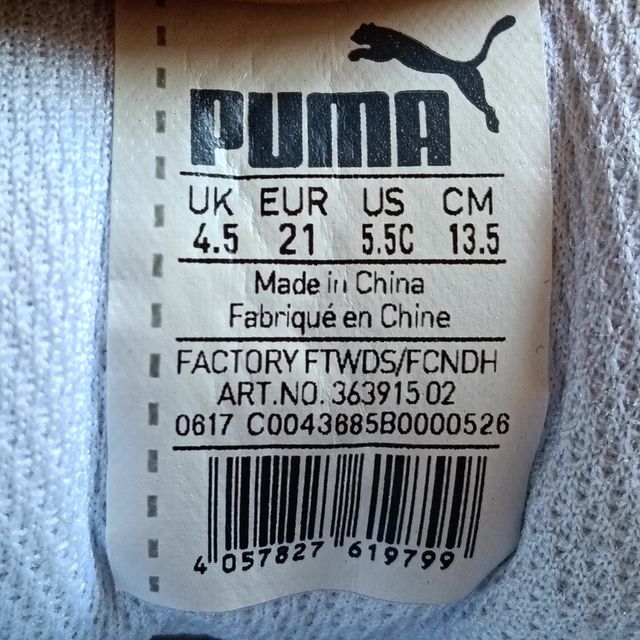 PUMA
UK EUR US CM
4.5 21 5.5C 13.5
Made in China
Fabriqué en Chine
FACTORY FTWDS/FCNDH
ART.NO. 363915 02
0617 C0043685B0000526
4 057827 619799